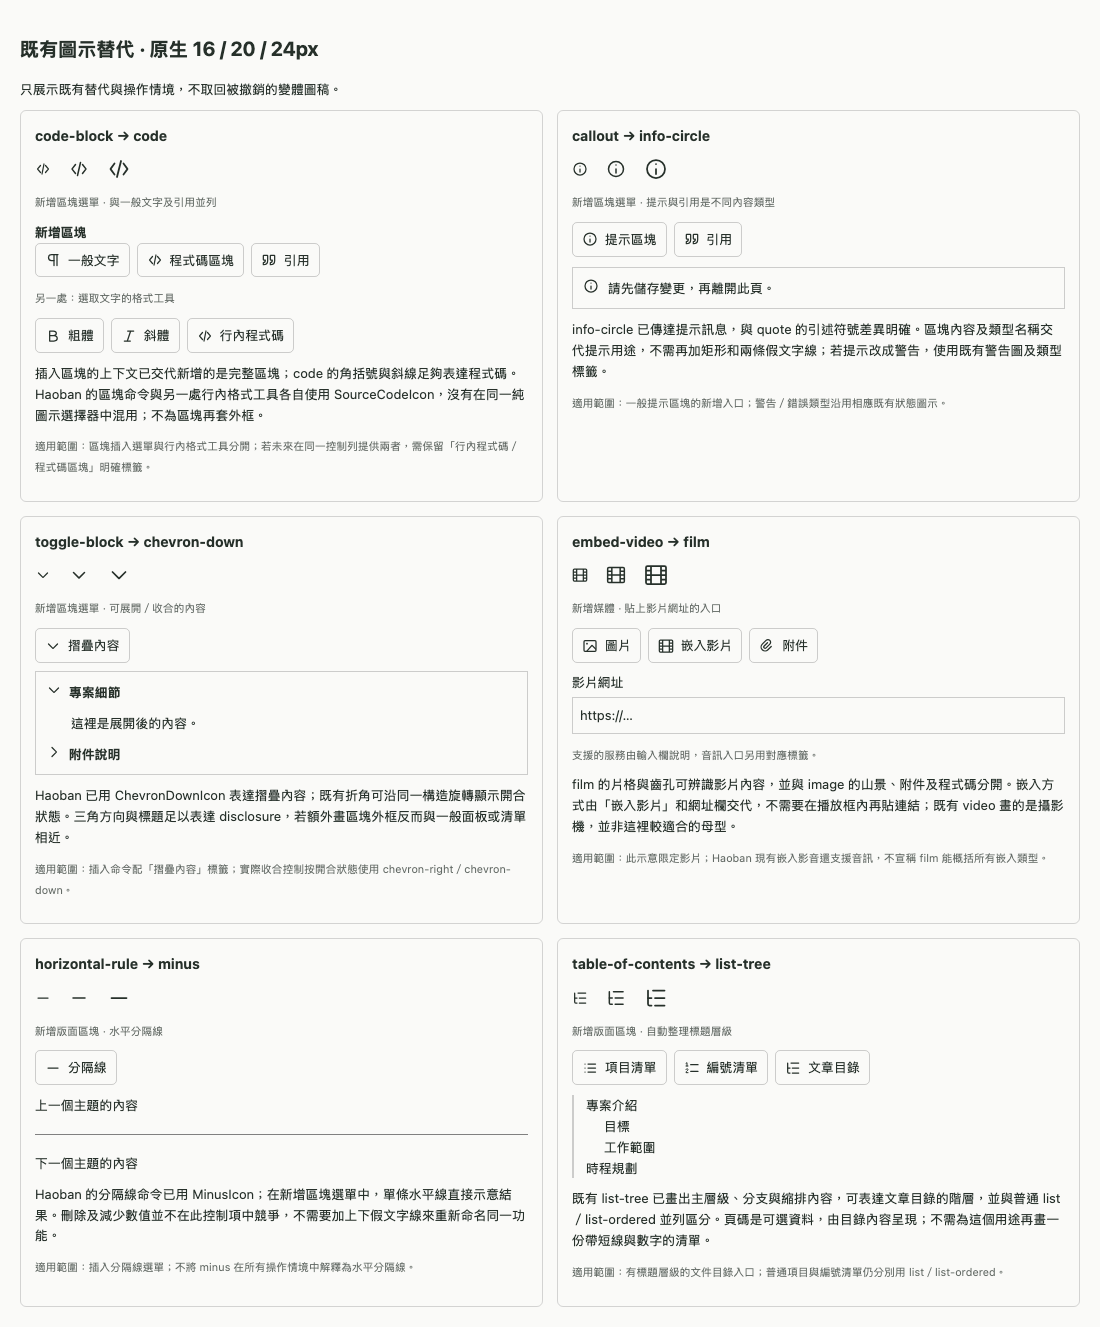 既有圖示替代 · 原生 16 / 20 / 24px
只展示既有替代與操作情境，不取回被撤銷的變體圖稿。
code-block → code
新增區塊選單 · 與一般文字及引用並列
新增區塊
一般文字 程式碼區塊 引用
另一處：選取文字的格式工具
粗體 斜體 行內程式碼
插入區塊的上下文已交代新增的是完整區塊；code 的角括號與斜線足夠表達程式碼。
Haoban 的區塊命令與另一處行內格式工具各自使用 SourceCodeIcon，沒有在同一純
圖示選擇器中混用；不為區塊再套外框。
適用範圍：區塊插入選單與行內格式工具分開；若未來在同一控制列提供兩者，需保留「行內程式碼 /
程式碼區塊」明確標籤。
callout → info-circle
新增區塊選單 · 提示與引用是不同內容類型
提示區塊 引用
請先儲存變更，再離開此頁。
info-circle 已傳達提示訊息，與 quote 的引述符號差異明確。區塊內容及類型名稱交
代提示用途，不需再加矩形和兩條假文字線；若提示改成警告，使用既有警告圖及類型
標籤。
適用範圍：一般提示區塊的新增入口；警告 / 錯誤類型沿用相應既有狀態圖示。
toggle-block → chevron-down
新增區塊選單 · 可展開 / 收合的內容
摺疊內容
專案細節
這裡是展開後的內容。
附件說明
Haoban 已用 ChevronDownIcon 表達摺疊內容；既有折角可沿同一構造旋轉顯示開合
狀態。三角方向與標題足以表達 disclosure，若額外畫區塊外框反而與一般面板或清單
相近。
適用範圍：插入命令配「摺疊內容」標籤；實際收合控制按開合狀態使用 chevron-right / chevron-
down。
embed-video → film
新增媒體 · 貼上影片網址的入口
圖片 嵌入影片 附件
影片網址
https://...
支援的服務由輸入欄說明，音訊入口另用對應標籤。
film 的片格與齒孔可辨識影片內容，並與 image 的山景、附件及程式碼分開。嵌入方
式由「嵌入影片」和網址欄交代，不需要在播放框內再貼連結；既有 video 畫的是攝影
機，並非這裡較適合的母型。
適用範圍：此示意限定影片；Haoban 現有嵌入影音還支援音訊，不宣稱 film 能概括所有嵌入類型。
horizontal-rule → minus
新增版面區塊 · 水平分隔線
分隔線
上一個主題的內容
下一個主題的內容
Haoban 的分隔線命令已用 MinusIcon；在新增區塊選單中，單條水平線直接示意結
果。刪除及減少數值並不在此控制項中競爭，不需要加上下假文字線來重新命名同一功
能。
適用範圍：插入分隔線選單；不將 minus 在所有操作情境中解釋為水平分隔線。
table-of-contents → list-tree
新增版面區塊 · 自動整理標題層級
項目清單 編號清單 文章目錄
專案介紹
目標
工作範圍
時程規劃
既有 list-tree 已畫出主層級、分支與縮排內容，可表達文章目錄的階層，並與普通 list
/ list-ordered 並列區分。頁碼是可選資料，由目錄內容呈現；不需為這個用途再畫一
份帶短線與數字的清單。
適用範圍：有標題層級的文件目錄入口；普通項目與編號清單仍分別用 list / list-ordered。